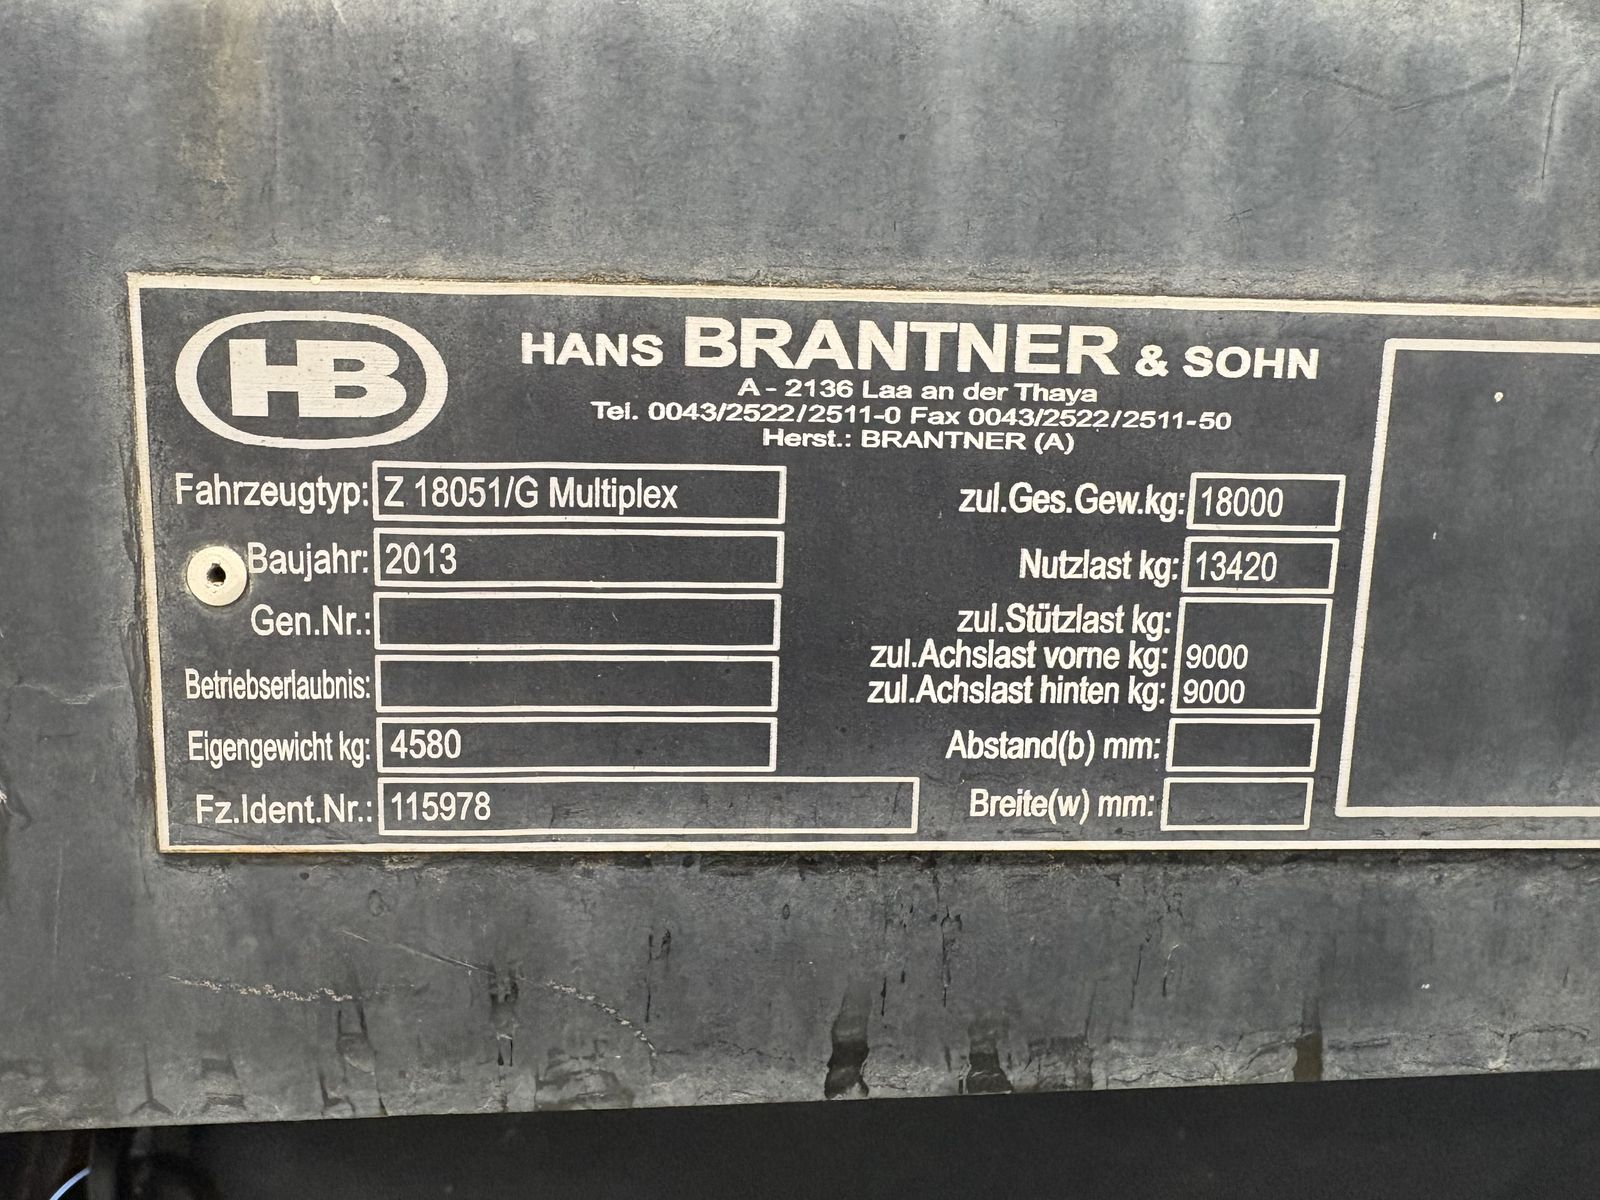 HB
HANS BRANTNER & SOHN
A - 2136 Laa an der Thaya
Tel. 0043/2522/2511-0 Fax 0043/2522/2511-50
Herst.: BRANTNER (A)
Fahrzeugtyp: Z 18051/G Multiplex
Baujahr: 2013
Gen.Nr.:
Betriebserlaubnis:
Eigengewicht kg: 4580
Fz.Ident.Nr.: 115978
zul.Ges.Gew.kg: 18000
Nutzlast kg: 13420
zul.Stützlast kg:
zul.Achslast vorne kg: 9000
zul.Achslast hinten kg: 9000
Abstand(b) mm:
Breite(w) mm: